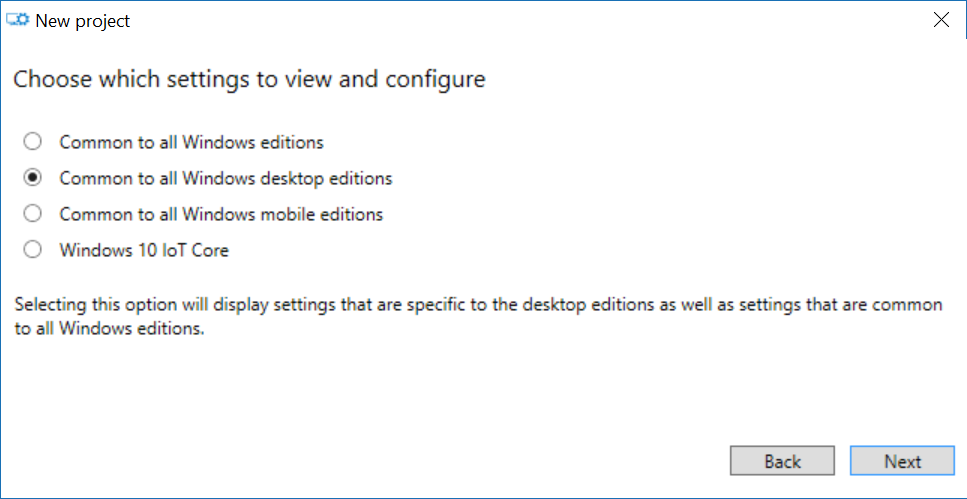 New project
Choose which settings to view and configure
Common to all Windows editions
Common to all Windows desktop editions
Common to all Windows mobile editions
Windows 10 IoT Core
Selecting this option will display settings that are specific to the desktop editions as well as settings that are common
to all Windows editions.
Back
Next